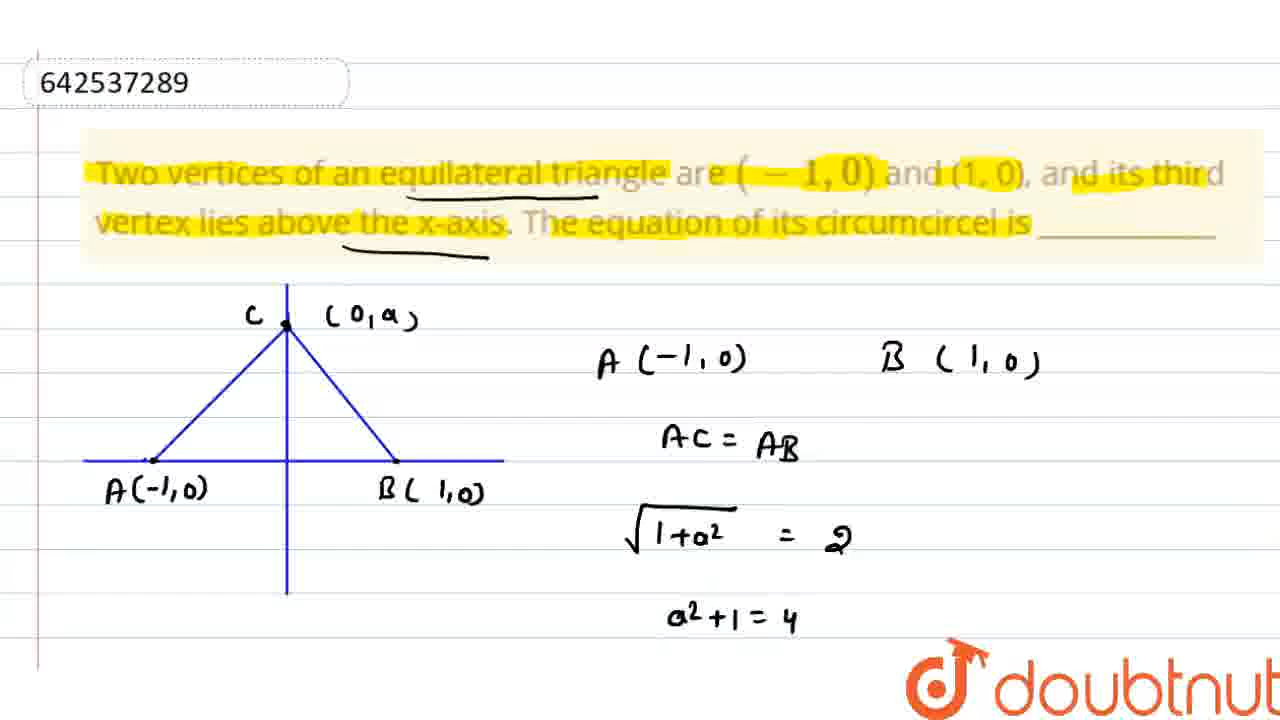 642537289
Two vertices of an equilateral triangle are (−1, 0) and (1, 0), and its third
vertex lies above the x-axis. The equation of its circumcircel is ____________
C (0, a)
A (-1, 0) B (1, 0)
AC = AB
A(-1, 0) B( 1, 0)
√1+a² = 2
a²+1 = 4
doubtnut